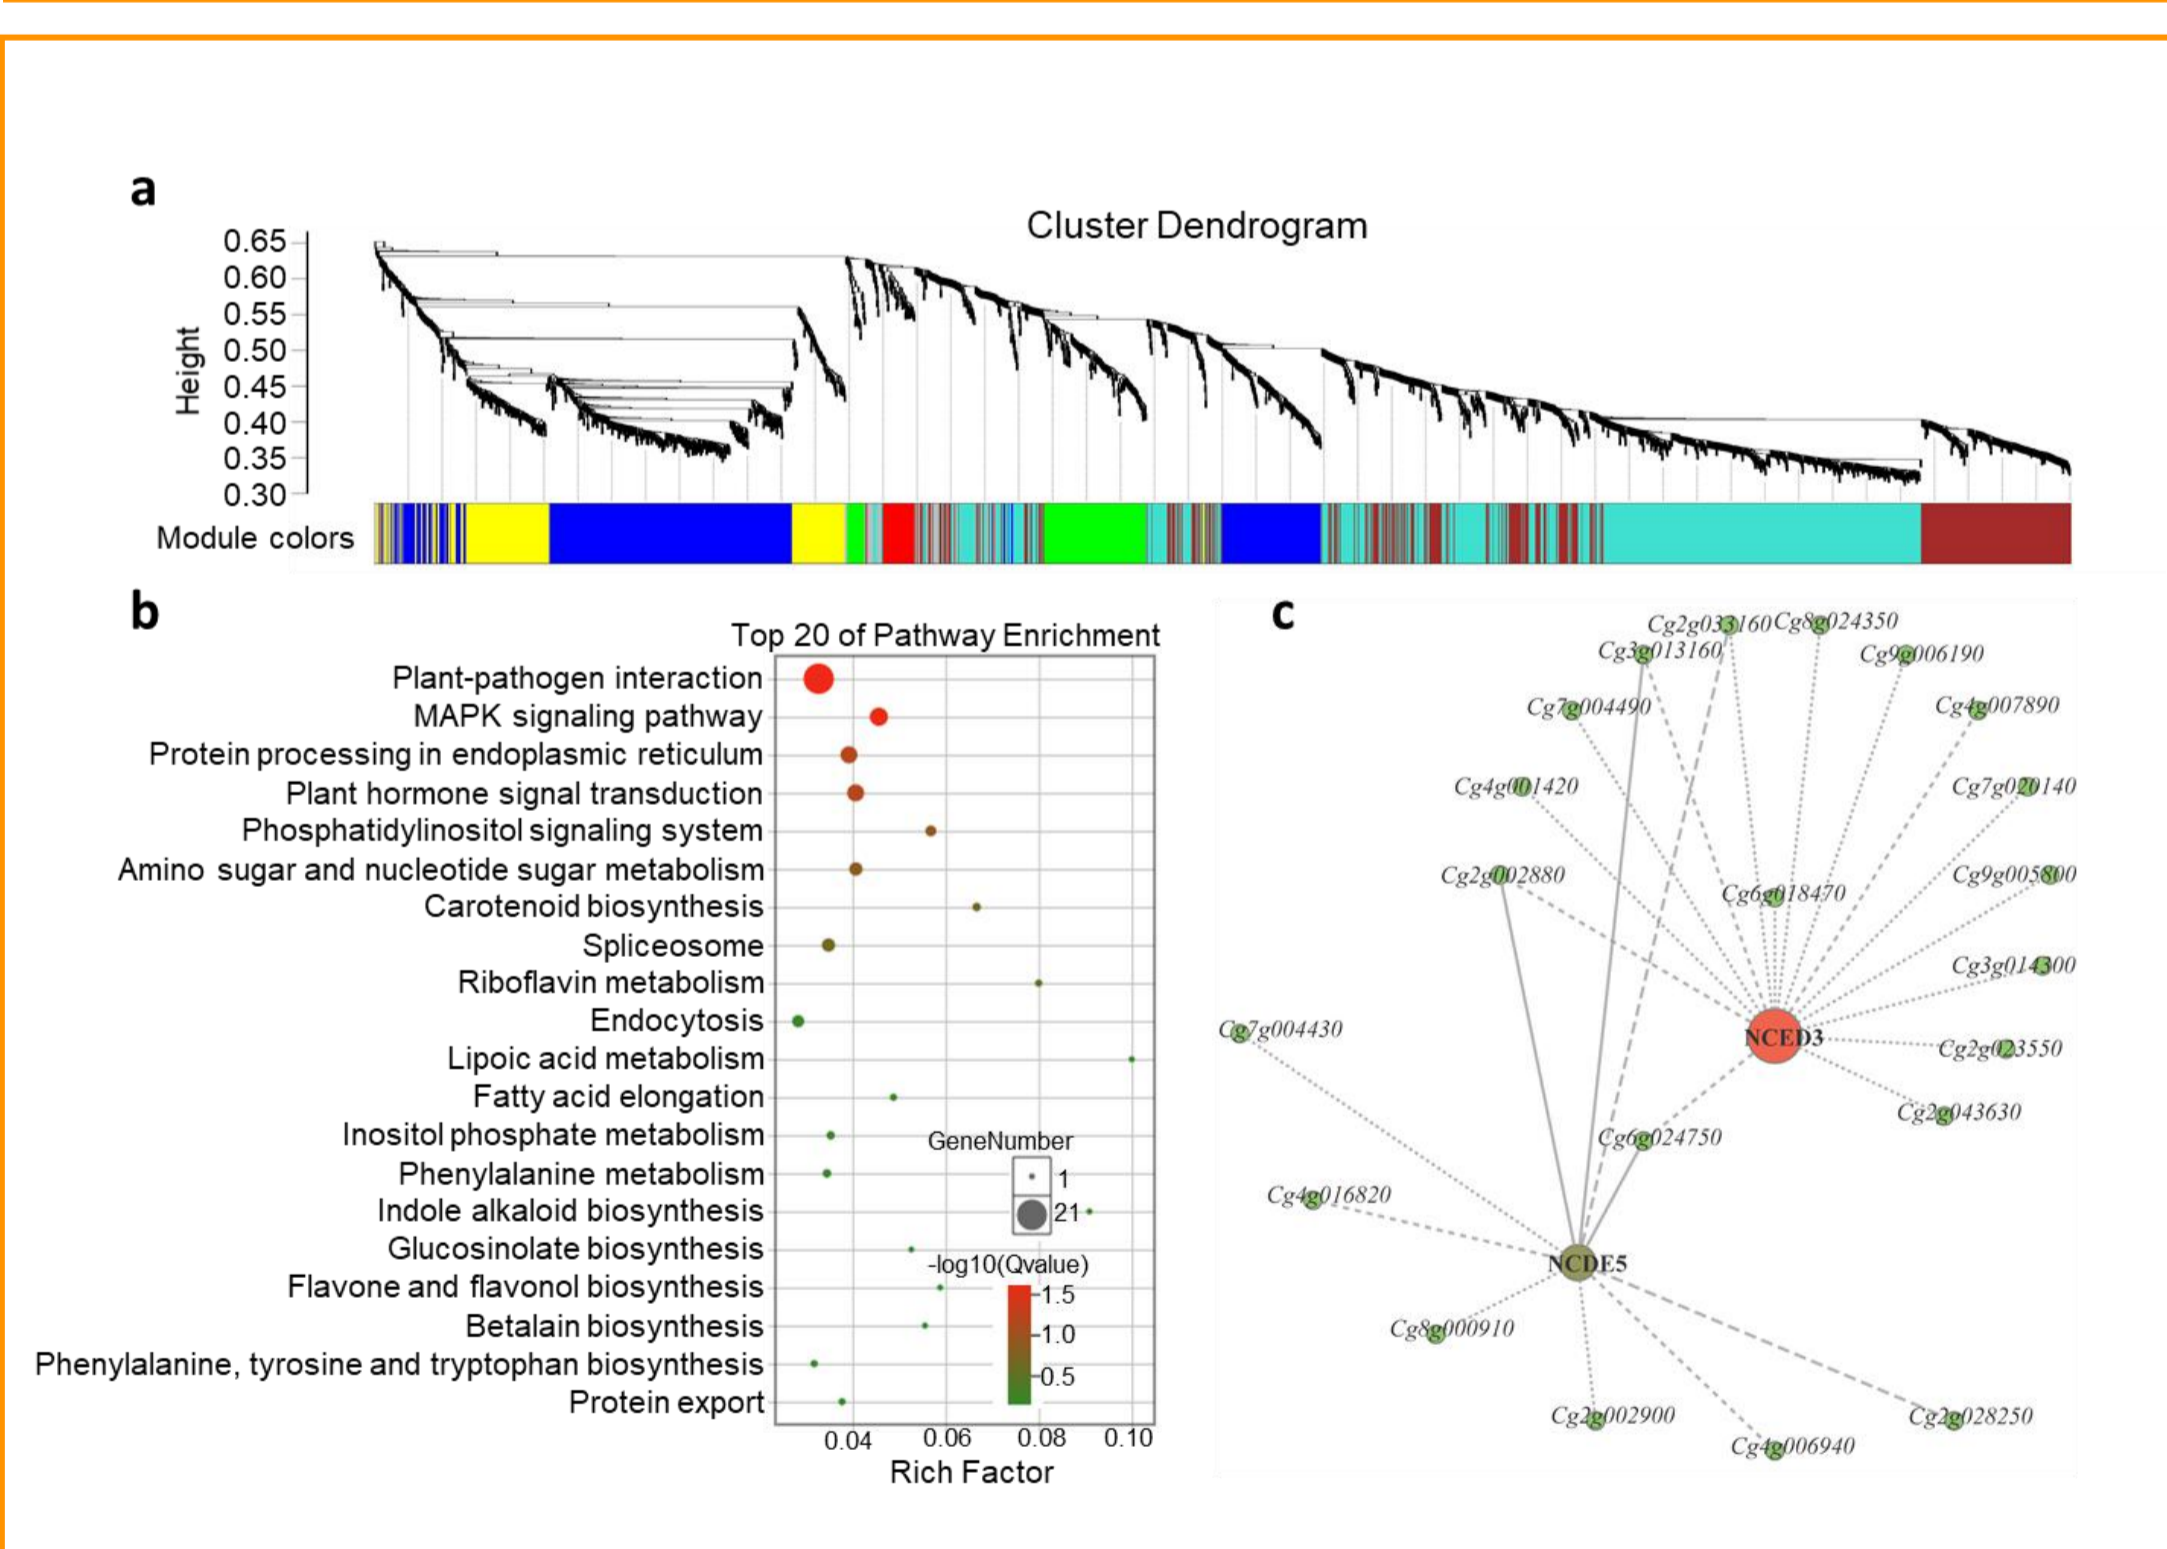 a
Cluster Dendrogram
Height
0.65
0.60
0.55
0.50
0.45
0.40
0.35
0.30
Module colors
b
Top 20 of Pathway Enrichment
Plant-pathogen interaction
MAPK signaling pathway
Protein processing in endoplasmic reticulum
Plant hormone signal transduction
Phosphatidylinositol signaling system
Amino sugar and nucleotide sugar metabolism
Carotenoid biosynthesis
Spliceosome
Riboflavin metabolism
Endocytosis
Lipoic acid metabolism
Fatty acid elongation
Inositol phosphate metabolism
Phenylalanine metabolism
Indole alkaloid biosynthesis
Glucosinolate biosynthesis
Flavone and flavonol biosynthesis
Betalain biosynthesis
Phenylalanine, tyrosine and tryptophan biosynthesis
Protein export
GeneNumber
1
21
-log10(Qvalue)
1.5
1.0
0.5
0.04 0.06 0.08 0.10
Rich Factor
c
Cg2g033160 Cg8g024350
Cg3g013160 Cg9g006190
Cg7g004490 Cg4g007890
Cg4g001420 Cg7g020140
Cg2g002880 Cg9g005800
Cg6g018470
Cg3g014300
Cg7g004430 NCED3
Cg2g023550
Cg2g043630
Cg6g024750
Cg4g016820
NCDE5
Cg8g000910
Cg2g002900 Cg2g028250
Cg4g006940